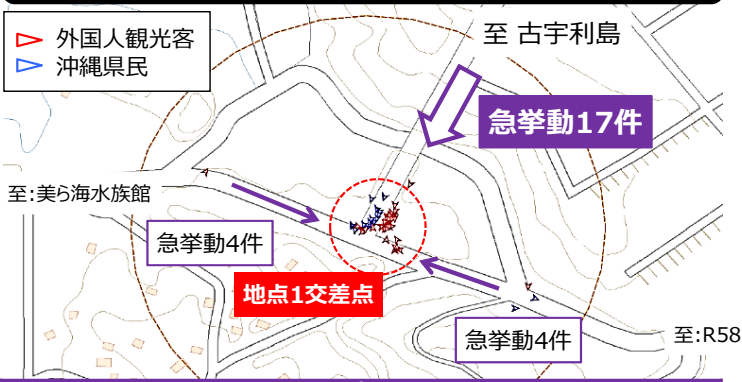 外国人観光客
沖縄県民
至 古宇利島
急挙動17件
至:美ら海水族館
急挙動4件
地点1交差点
急挙動4件
至:R58